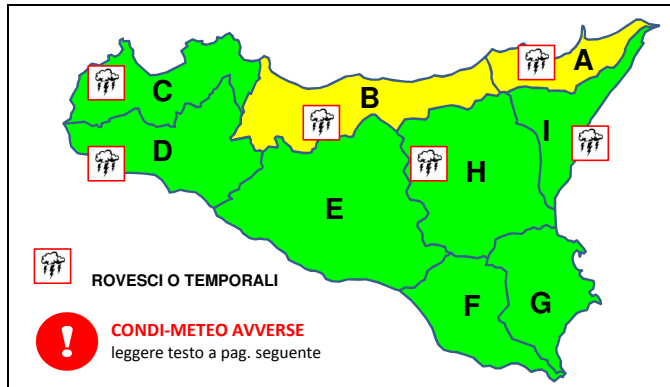 A
B
C
I
D
H
E
ROVESCI O TEMPORALI
F
G
CONDI-METEO AVVERSE
leggere testo a pag. seguente